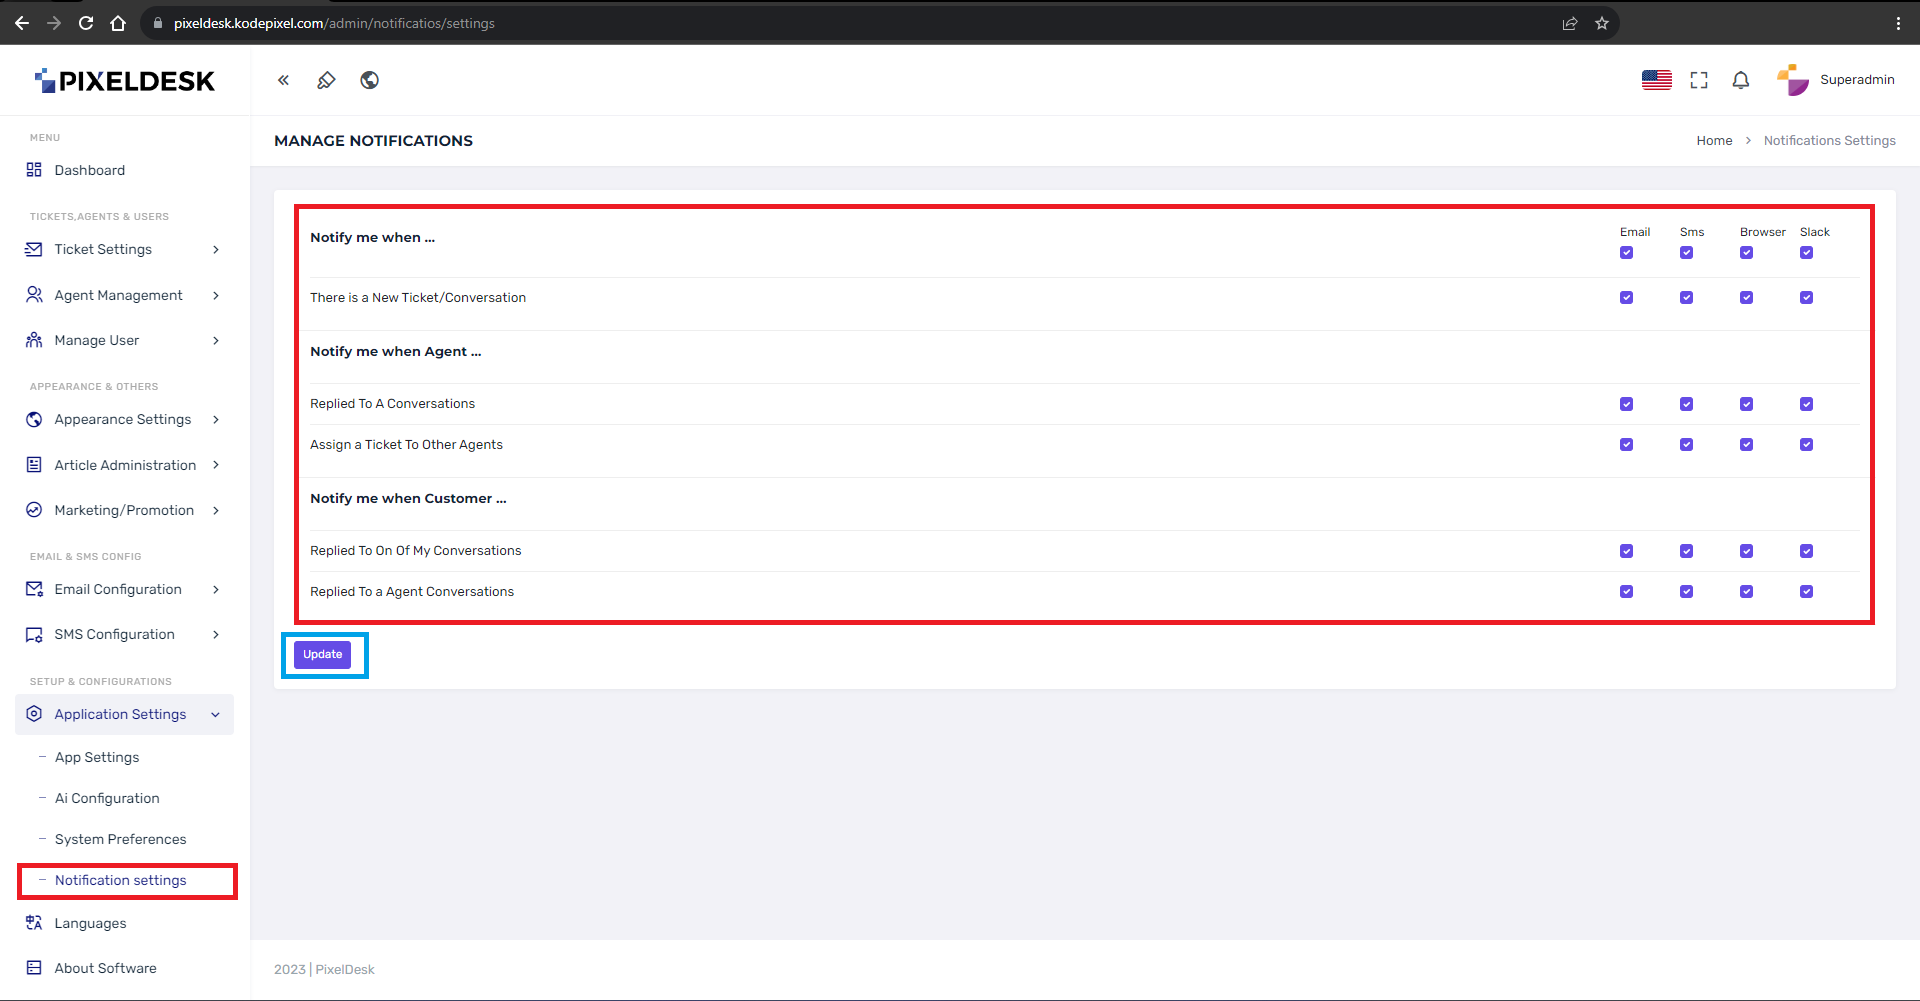 pixeldesk.kodepixel.com/admin/notificatios/settings
PIXELDESK
Superadmin
MENU
Dashboard
TICKETS,AGENTS & USERS
Ticket Settings
Agent Management
Manage User
APPEARANCE & OTHERS
Appearance Settings
Article Administration
Marketing/Promotion
EMAIL & SMS CONFIG
Email Configuration
SMS Configuration
SETUP & CONFIGURATIONS
Application Settings
App Settings
Ai Configuration
System Preferences
Notification settings
Languages
About Software
MANAGE NOTIFICATIONS
Home > Notifications Settings
Notify me when ... Email Sms Browser Slack
There is a New Ticket/Conversation
Notify me when Agent ...
Replied To A Conversations
Assign a Ticket To Other Agents
Notify me when Customer ...
Replied To On Of My Conversations
Replied To a Agent Conversations
Update
2023 | PixelDesk